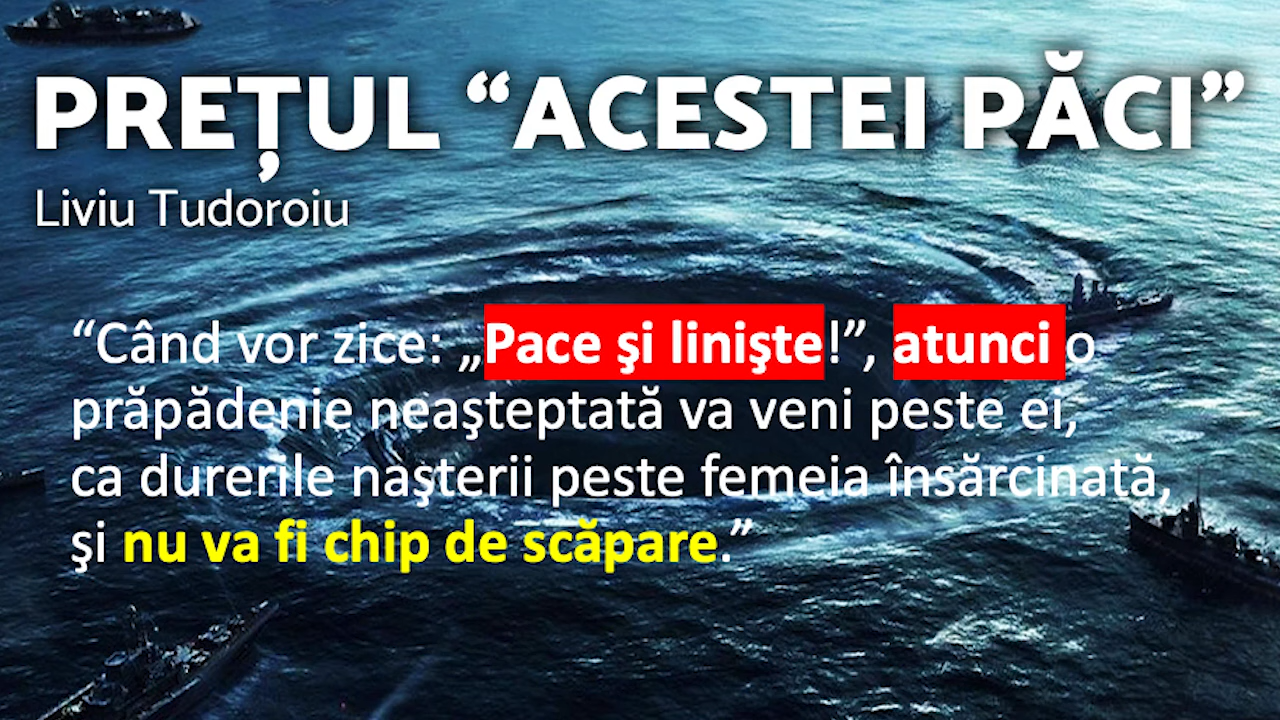 PREȚUL “ACESTEI PĂCI”
Liviu Tudoroiu
“Când vor zice: „Pace şi linişte!”, atunci o
prăpădenie neaşteptată va veni peste ei,
ca durerile naşterii peste femeia însărcinată,
şi nu va fi chip de scăpare.”